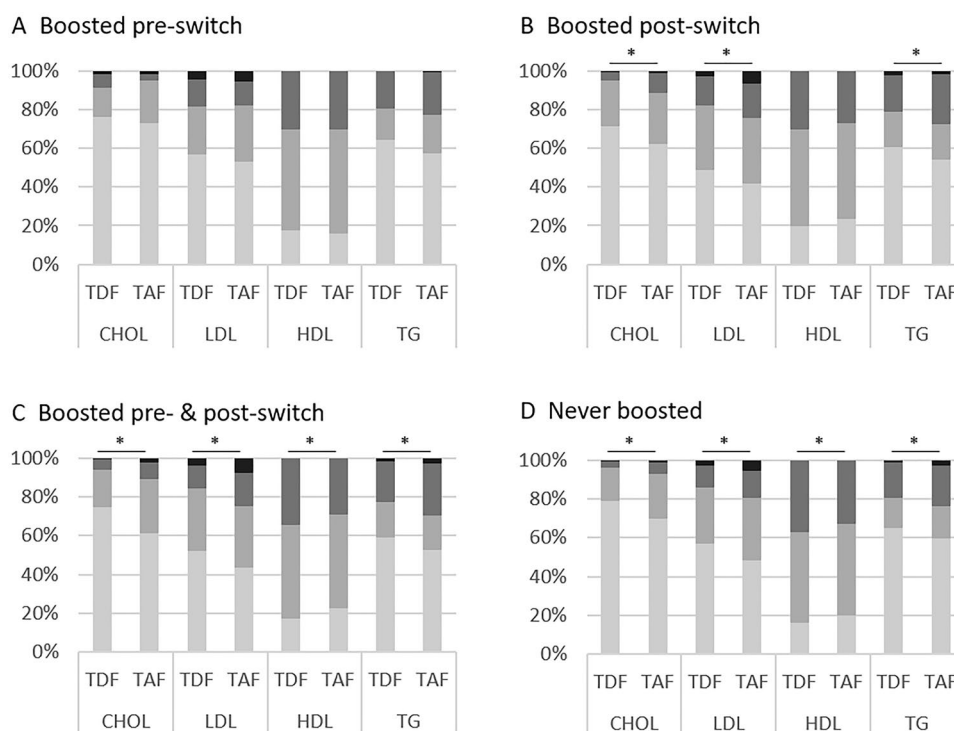 A Boosted pre-switch
100%
80%
60%
40%
20%
0%
TDF TAF TDF TAF TDF TAF TDF TAF
CHOL LDL HDL TG
B Boosted post-switch
* * *
100%
80%
60%
40%
20%
0%
TDF TAF TDF TAF TDF TAF TDF TAF
CHOL LDL HDL TG
C Boosted pre- & post-switch
* * * *
100%
80%
60%
40%
20%
0%
TDF TAF TDF TAF TDF TAF TDF TAF
CHOL LDL HDL TG
D Never boosted
* * * *
100%
80%
60%
40%
20%
0%
TDF TAF TDF TAF TDF TAF TDF TAF
CHOL LDL HDL TG